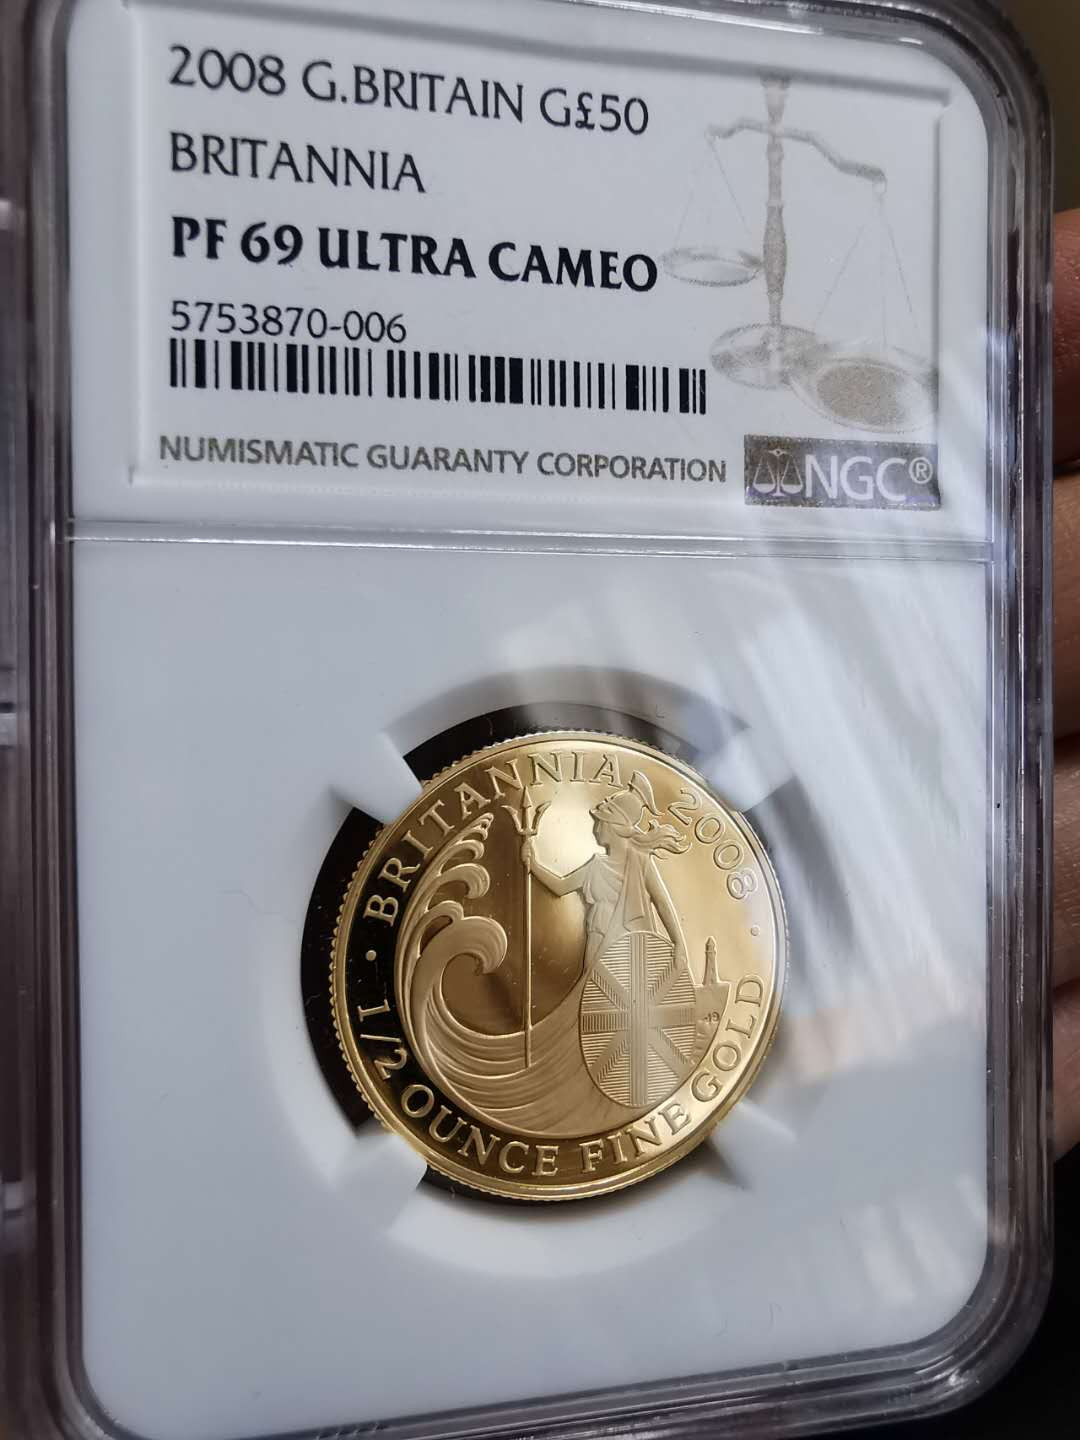 2008 G.BRITAIN G£50
BRITANNIA
PF 69 ULTRA CAMEO
5753870-006
NUMISMATIC GUARANTY CORPORATION
NGC®
· BRITANNIA 2008 ·
1/2 OUNCE FINE GOLD